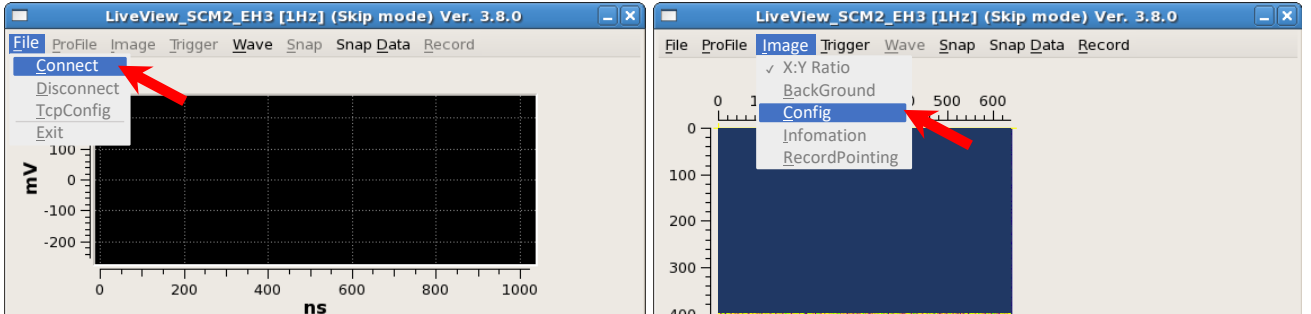 LiveView_SCM2_EH3 [1Hz] (Skip mode) Ver. 3.8.0
File ProFile Image Trigger Wave Snap Snap Data Record
Connect
Disconnect
TcpConfig
Exit
100
0
-100
-200
mV
0 200 400 600 800 1000
ns
LiveView_SCM2_EH3 [1Hz] (Skip mode) Ver. 3.8.0
File ProFile Image Trigger Wave Snap Snap Data Record
✓ X:Y Ratio
BackGround
Config
Infomation
RecordPointing
0 1 500 600
0
100
200
300
400